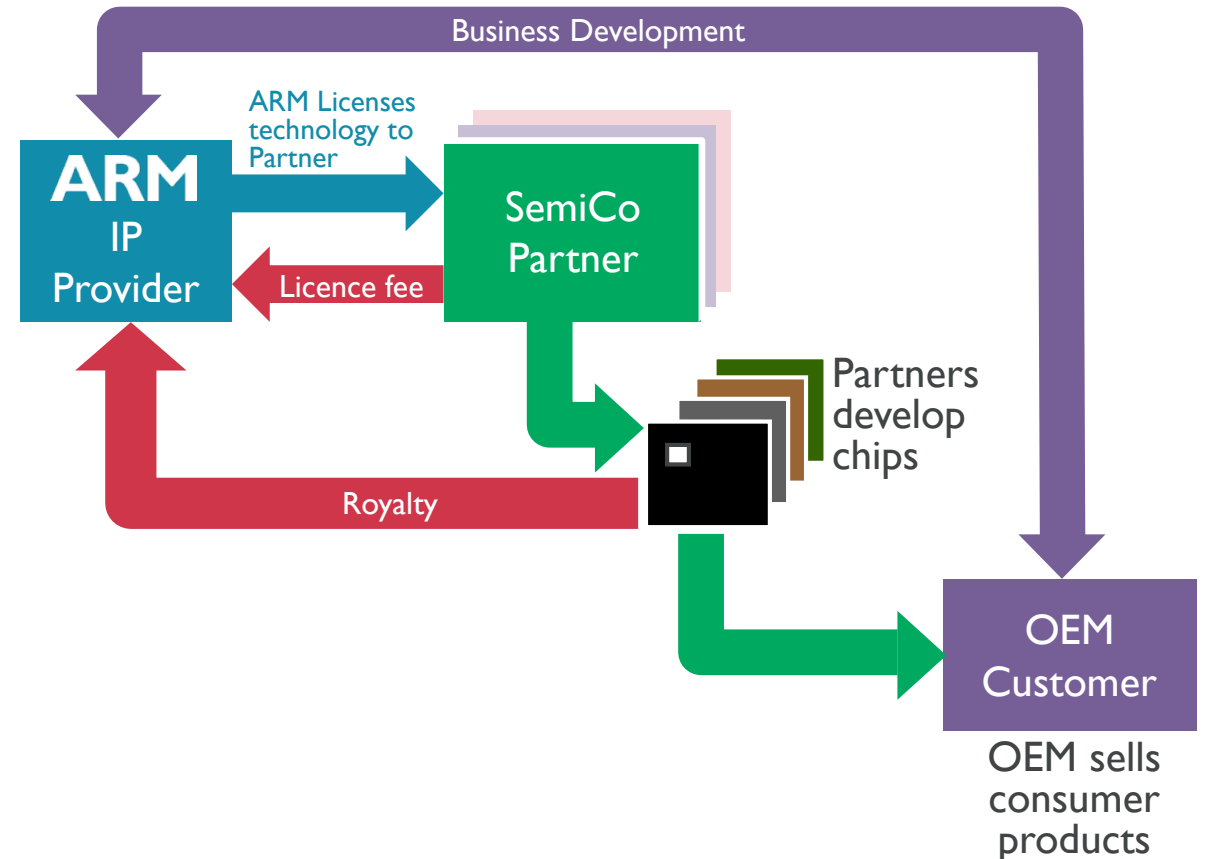 Business Development
ARM Licenses
technology to
Partner
ARM
IP
Provider
SemiCo
Partner
Licence fee
Partners
develop
chips
Royalty
OEM
Customer
OEM sells
consumer
products